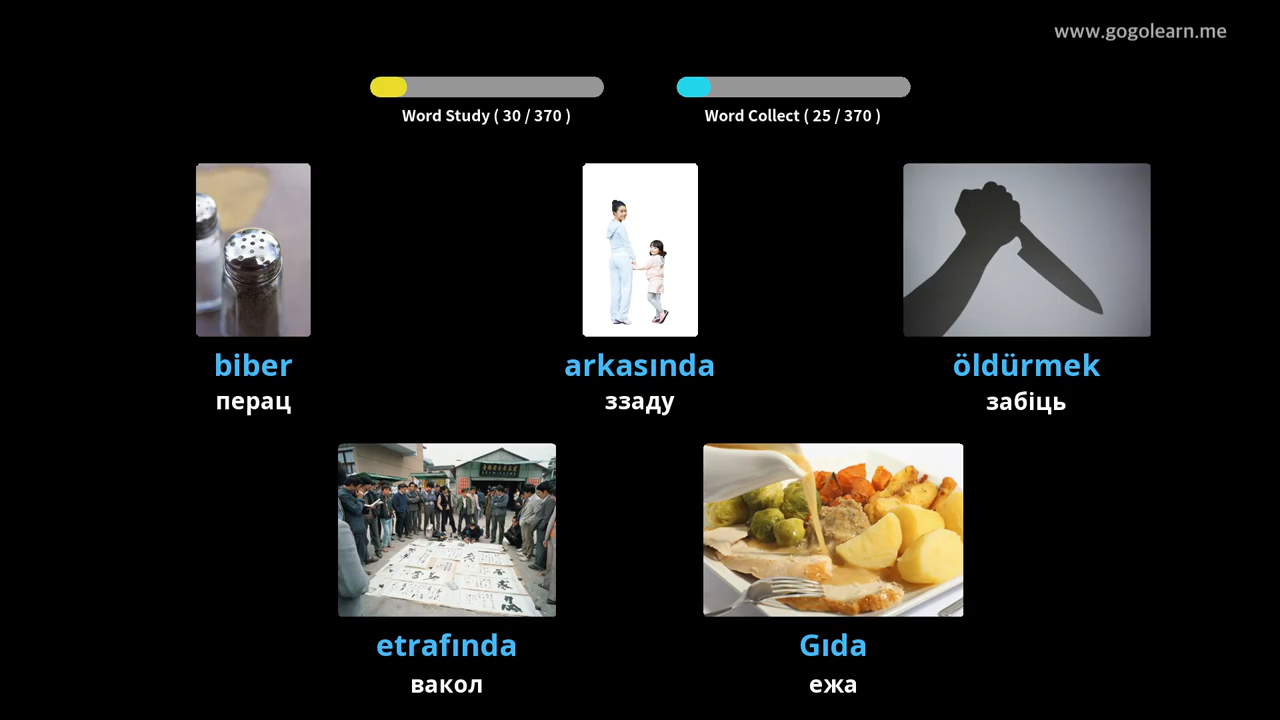 www.gogolearn.me
Word Study ( 30 / 370 )
Word Collect ( 25 / 370 )
biber
arkasında
öldürmek
перац
ззаду
забіць
etrafında
Gıda
вакол
ежа